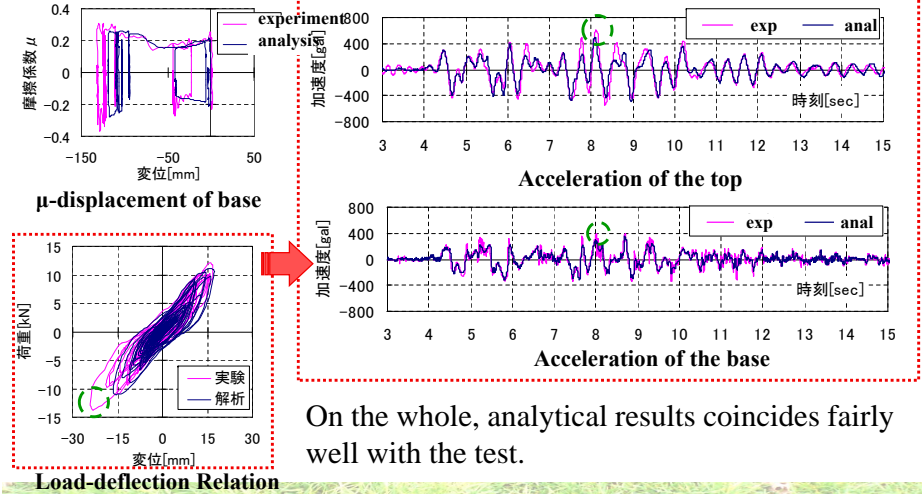 0.4
0.2
0
−0.2
−0.4
摩擦係数μ
experiment
analysis
−150
−50
50
変位[mm]
μ-displacement of base
800
400
0
−400
−800
加速度[gal]
exp
anal
時刻[sec]
3 4 5 6 7 8 9 10 11 12 13 14 15
Acceleration of the top
800
400
0
−400
−800
加速度[gal]
exp
anal
時刻[sec]
3 4 5 6 7 8 9 10 11 12 13 14 15
Acceleration of the base
15
10
5
0
−5
−10
−15
荷重[kN]
実験
解析
−30 −15 0 15 30
変位[mm]
Load-deflection Relation
On the whole, analytical results coincides fairly
well with the test.